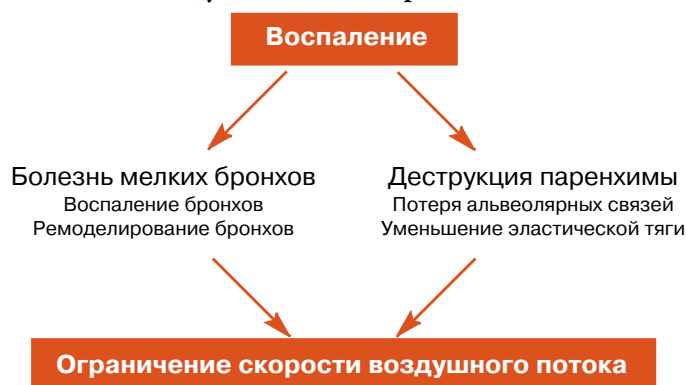 Воспаление
Болезнь мелких бронхов
Воспаление бронхов
Ремоделирование бронхов
Деструкция паренхимы
Потеря альвеолярных связей
Уменьшение эластической тяги
Ограничение скорости воздушного потока